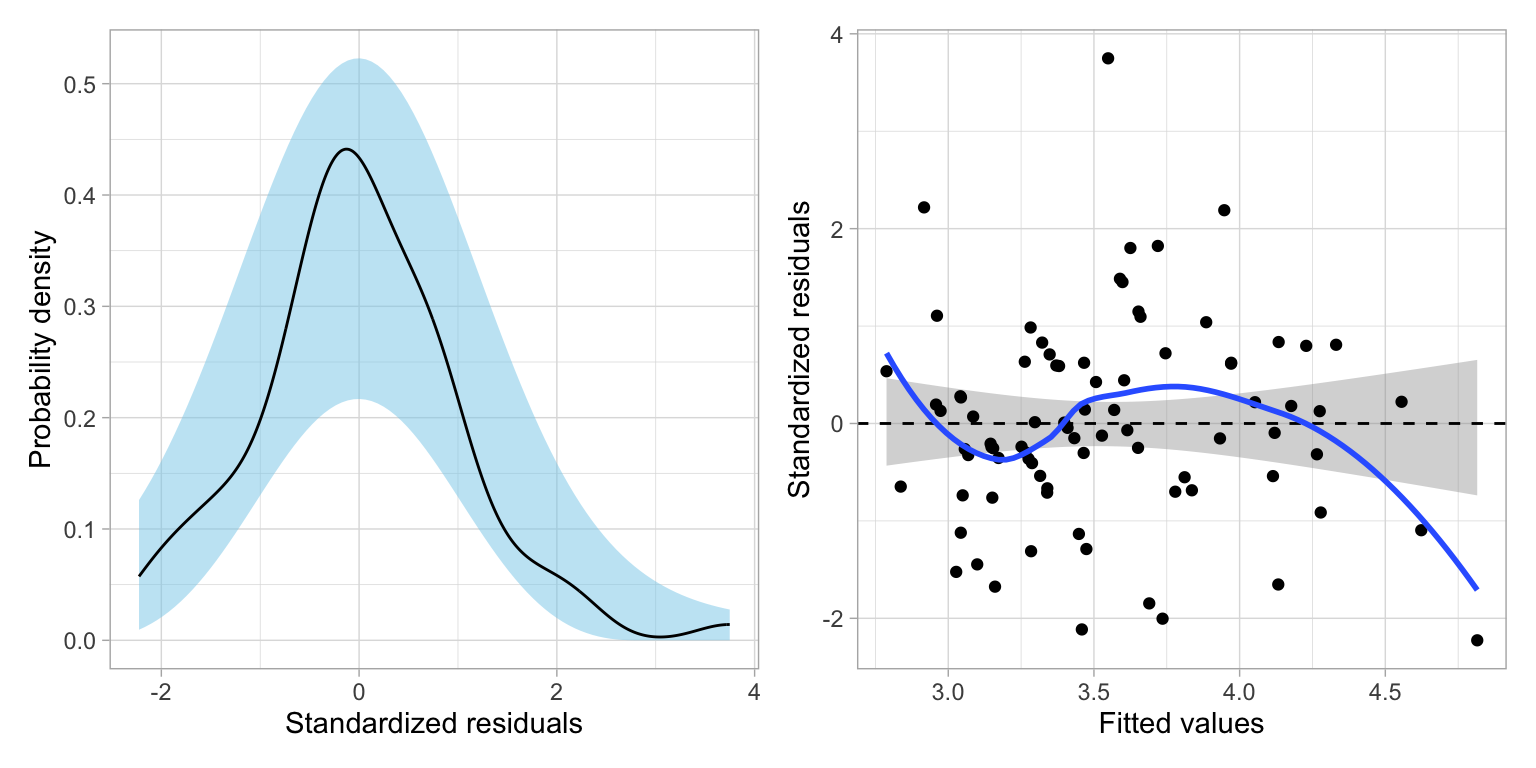 Probability density
0.5
0.4
0.3
0.2
0.1
0.0
-2 0 2 4
Standardized residuals
Standardized residuals
4
2
0
-2
3.0 3.5 4.0 4.5
Fitted values